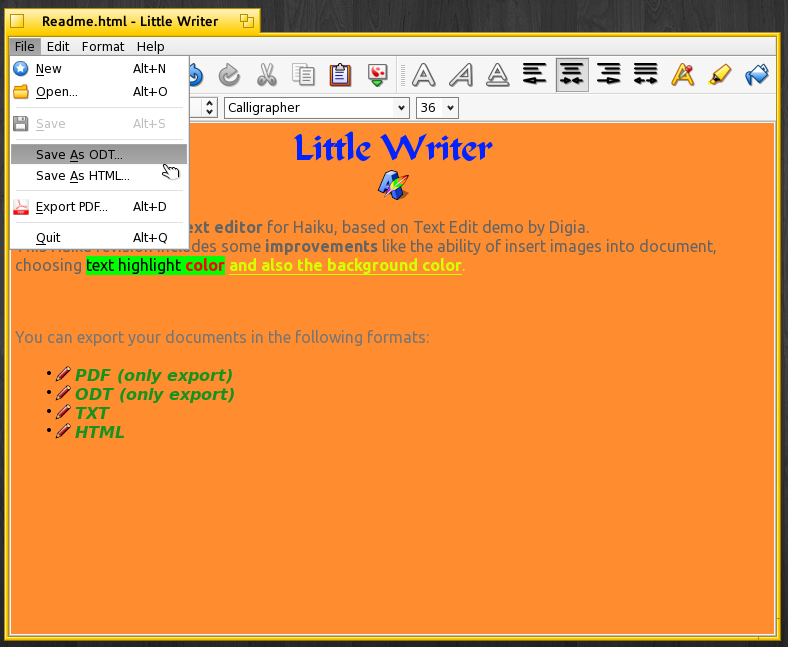 Readme.html - Little Writer
File Edit Format Help
New Alt+N
Open... Alt+O
Save Alt+S
Save As ODT...
Save As HTML...
Export PDF... Alt+D
Quit Alt+Q
Calligrapher 36
Little Writer
text editor for Haiku, based on Text Edit demo by Digia.
includes some improvements like the ability of insert images into document,
choosing text highlight color and also the background color.
You can export your documents in the following formats:
• PDF (only export)
• ODT (only export)
• TXT
• HTML